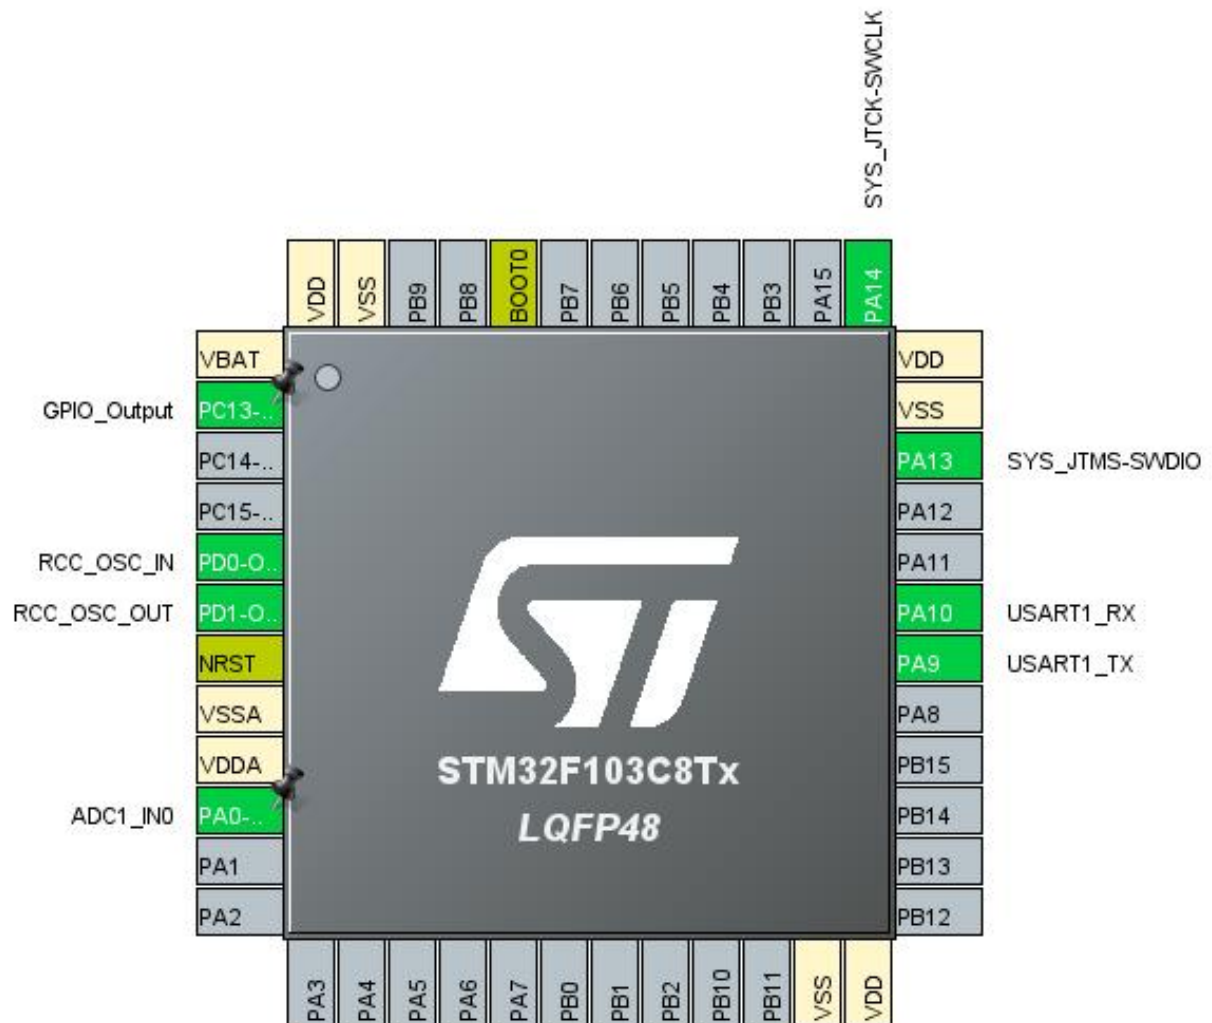 SYS_JTCK-SWCLK
VDD
VSS
PB9
PB8
BOOT0
PB7
PB6
PB5
PB4
PB3
PA15
PA14
VBAT
VDD
GPIO_Output
PC13-..
VSS
PC14-..
PA13
SYS_JTMS-SWDIO
PC15-..
PA12
RCC_OSC_IN
PD0-O..
PA11
RCC_OSC_OUT
PD1-O..
PA10
USART1_RX
NRST
PA9
USART1_TX
VSSA
PA8
VDDA
PB15
ADC1_IN0
PA0-..
PB14
PA1
PB13
PA2
PB12
ST
STM32F103C8Tx
LQFP48
PA3
PA4
PA5
PA6
PA7
PB0
PB1
PB2
PB10
PB11
VSS
VDD